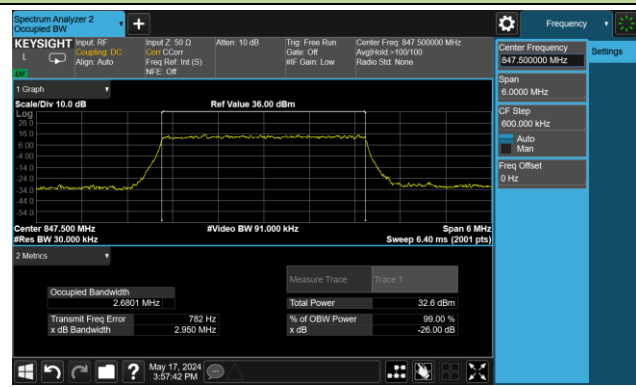 Spectrum Analyzer 2
Occupied BW
+
Frequency
KEYSIGHT
L
LXI
Input: RF
Coupling: DC
Align: Auto
Input Z: 50 Ω
Corr CCorr
Freq Ref: Int (S)
NFE: Off
Atten: 10 dB
Trig: Free Run
Gate: Off
#IF Gain: Low
Center Freq: 847.500000 MHz
Avg|Hold:>100/100
Radio Std: None
Center Frequency
847.500000 MHz
Settings
Span
6.0000 MHz
CF Step
600.000 kHz
Auto
Man
Freq Offset
0 Hz
1 Graph
Scale/Div 10.0 dB
Ref Value 36.00 dBm
Log
26.0
16.0
6.00
-4.00
-14.0
-24.0
-34.0
-44.0
-54.0
Center 847.500 MHz
#Video BW 91.000 kHz
Span 6 MHz
#Res BW 30.000 kHz
Sweep 6.40 ms (2001 pts)
2 Metrics
Measure Trace
Trace 1
Occupied Bandwidth
2.6801 MHz
Total Power
32.6 dBm
Transmit Freq Error
782 Hz
% of OBW Power
99.00 %
x dB Bandwidth
2.950 MHz
x dB
-26.00 dB
?
May 17, 2024
3:57:42 PM